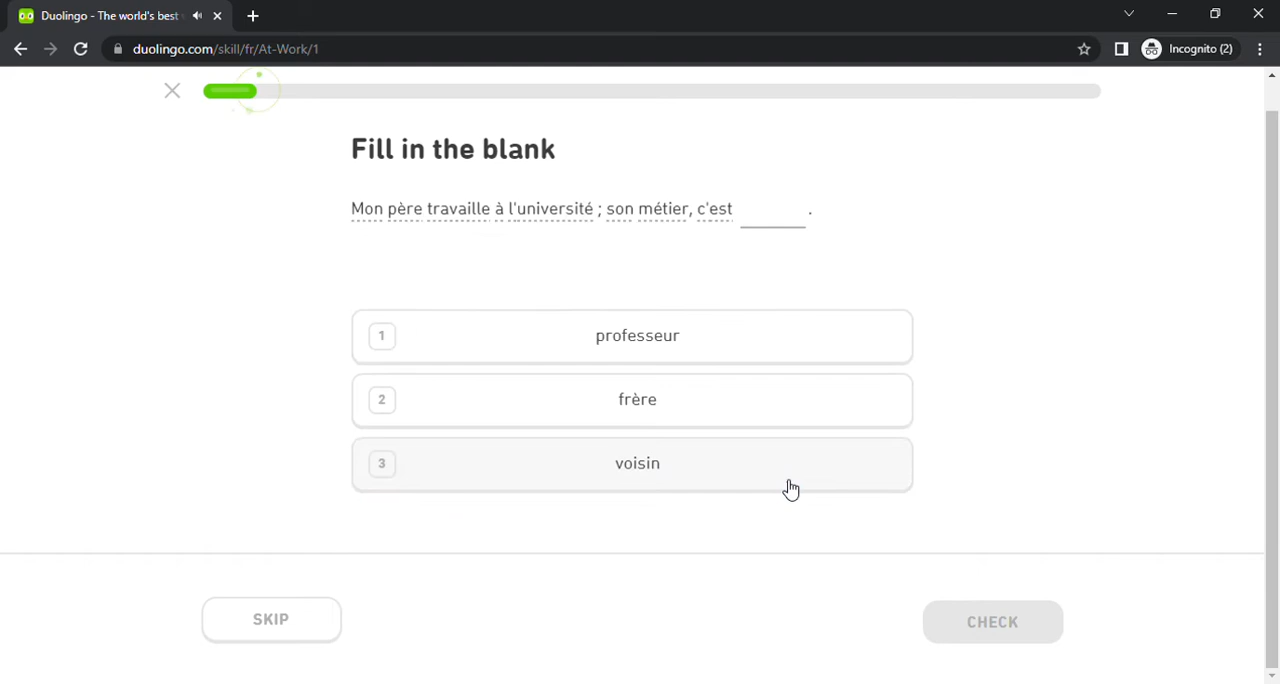 Duolingo - The world's best
duolingo.com/skill/fr/At-Work/1
Incognito (2)
Fill in the blank
Mon père travaille à l'université ; son métier, c'est ______ .
1 professeur
2 frère
3 voisin
SKIP
CHECK